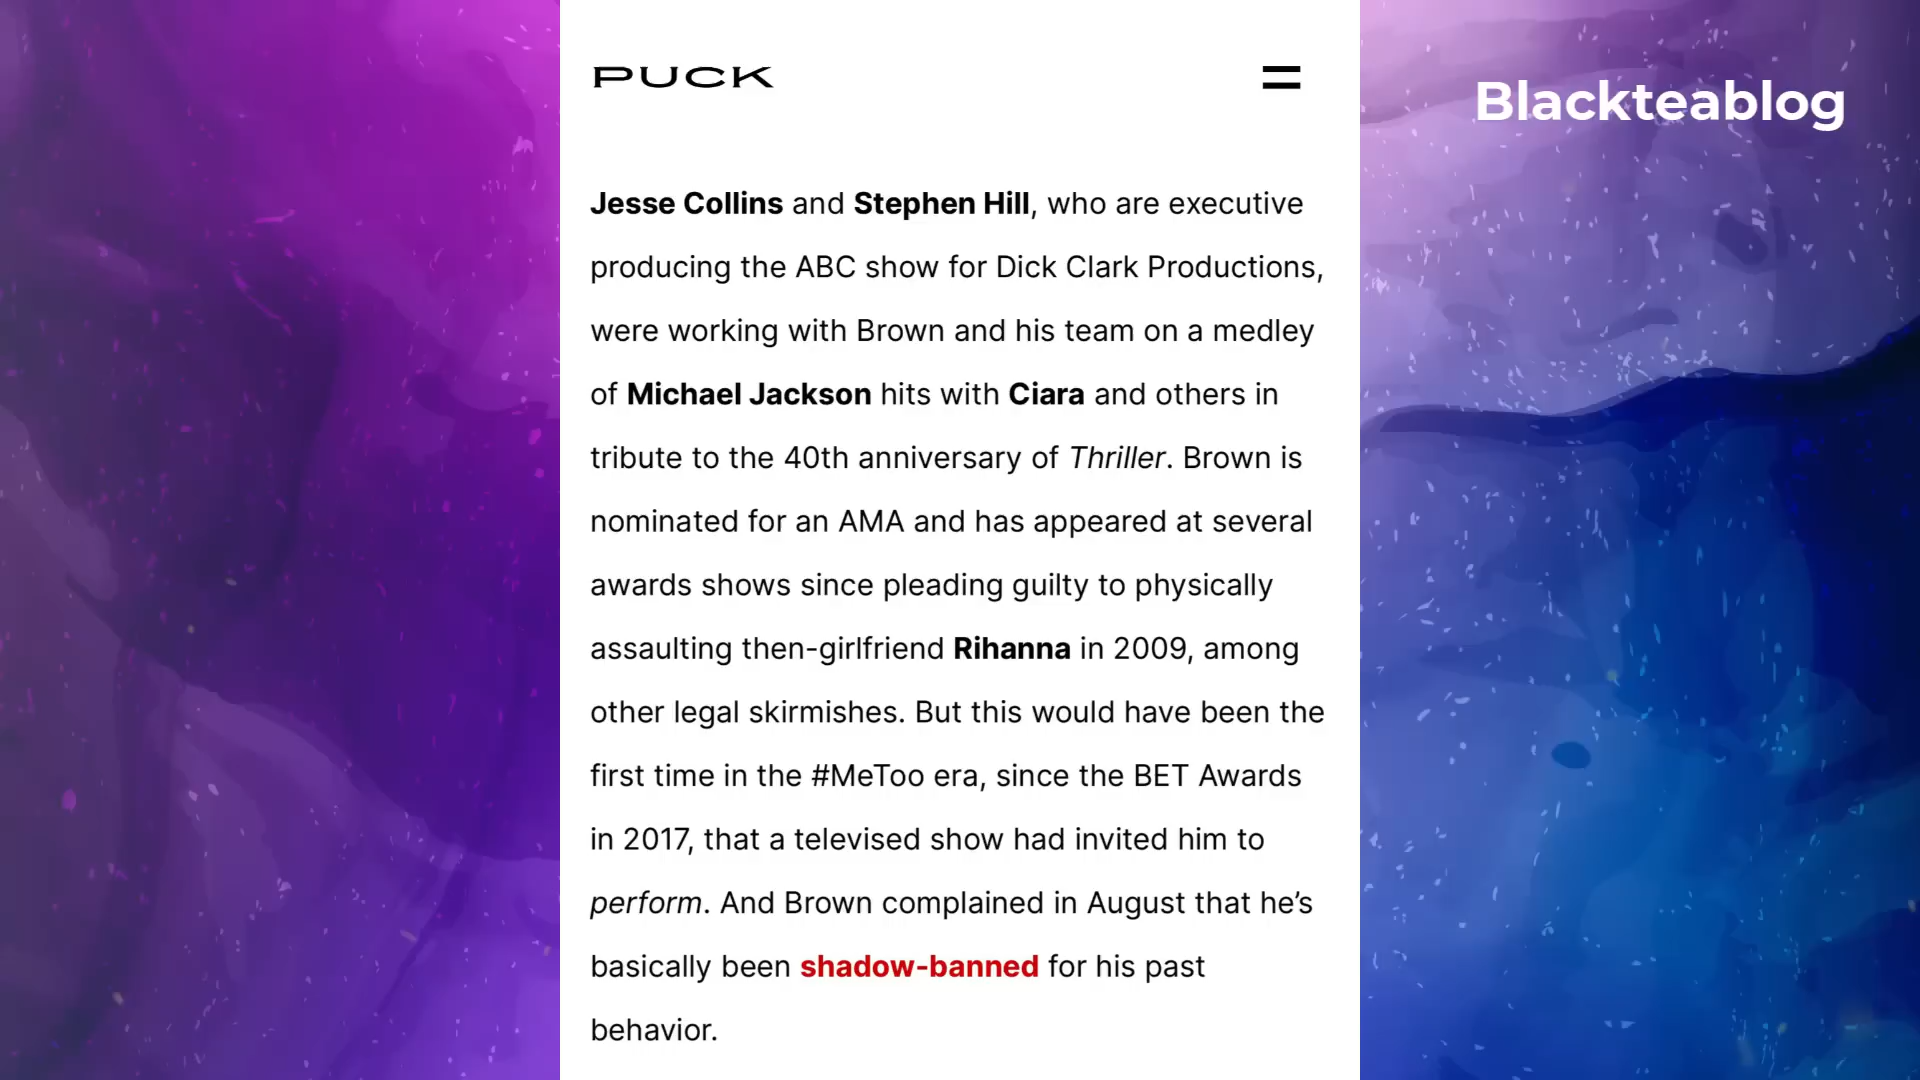 PUCK
Blackteablog
Jesse Collins and Stephen Hill, who are executive
producing the ABC show for Dick Clark Productions,
were working with Brown and his team on a medley
of Michael Jackson hits with Ciara and others in
tribute to the 40th anniversary of Thriller. Brown is
nominated for an AMA and has appeared at several
awards shows since pleading guilty to physically
assaulting then-girlfriend Rihanna in 2009, among
other legal skirmishes. But this would have been the
first time in the #MeToo era, since the BET Awards
in 2017, that a televised show had invited him to
perform. And Brown complained in August that he’s
basically been shadow-banned for his past
behavior.